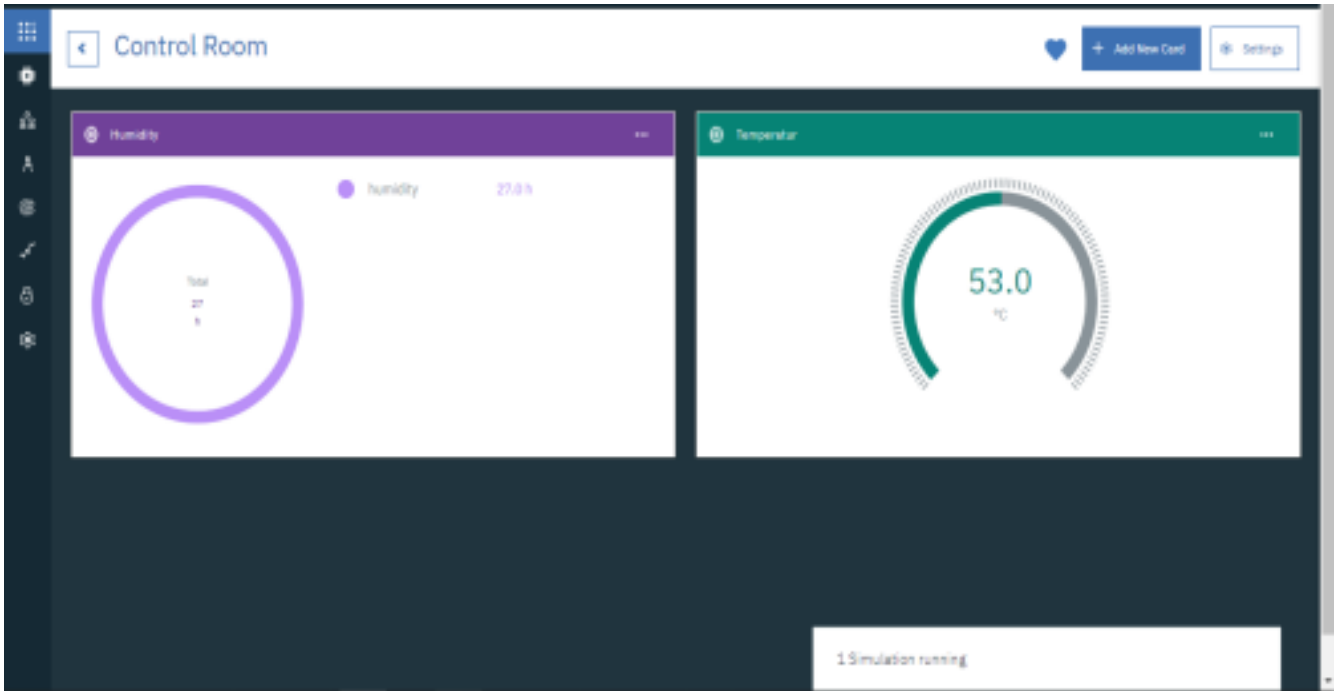 Control Room
+ Add New Card
Settings
Humidity
Temperatur
humidity 27.0 h
Total
27
h
53.0
°C
1 Simulation running